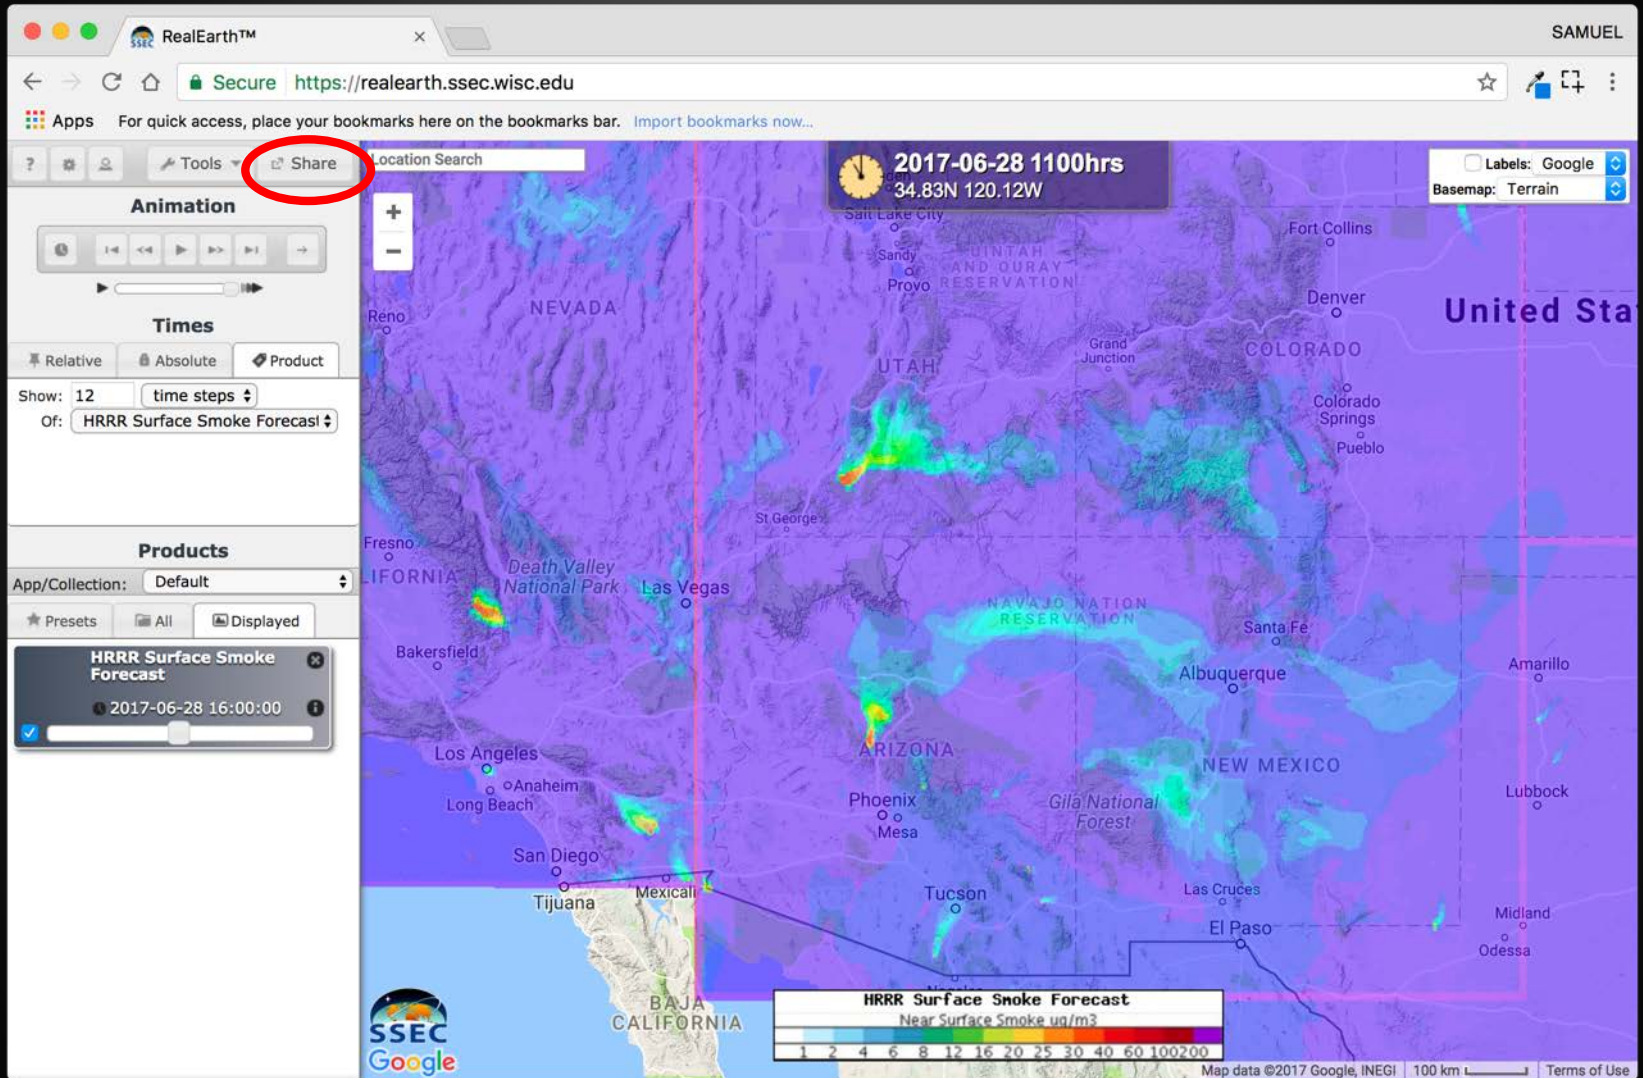 RealEarth™
SAMUEL
Secure https://realearth.ssec.wisc.edu
Apps For quick access, place your bookmarks here on the bookmarks bar. Import bookmarks now...
? Tools Share
Animation
Times
Relative Absolute Product
Show: 12 time steps
Of: HRRR Surface Smoke Forecast
Products
App/Collection: Default
Presets All Displayed
HRRR Surface Smoke
Forecast
2017-06-28 16:00:00
Location Search
+
−
2017-06-28 1100hrs
34.83N 120.12W
Labels: Google
Basemap: Terrain
Salt Lake City
Fort Collins
Sandy
UINTAH
AND OURAY
RESERVATION
Provo
NEVADA
Reno
Denver
United Sta
Grand
Junction
COLORADO
UTAH
Colorado
Springs
Pueblo
St George
Fresno
LIFORNIA
Death Valley
National Park
Las Vegas
NAVAJO NATION
RESERVATION
Santa Fe
Bakersfield
Albuquerque
Amarillo
Los Angeles
Anaheim
Long Beach
ARIZONA
NEW MEXICO
Phoenix
Mesa
Gila National
Forest
Lubbock
San Diego
Tijuana
Mexicali
Tucson
Las Cruces
El Paso
Midland
Odessa
BAJA
CALIFORNIA
SSEC
Google
HRRR Surface Smoke Forecast
Near Surface Smoke ug/m3
1 2 4 6 8 12 16 20 25 30 40 60 100 200
Map data ©2017 Google, INEGI 100 km Terms of Use